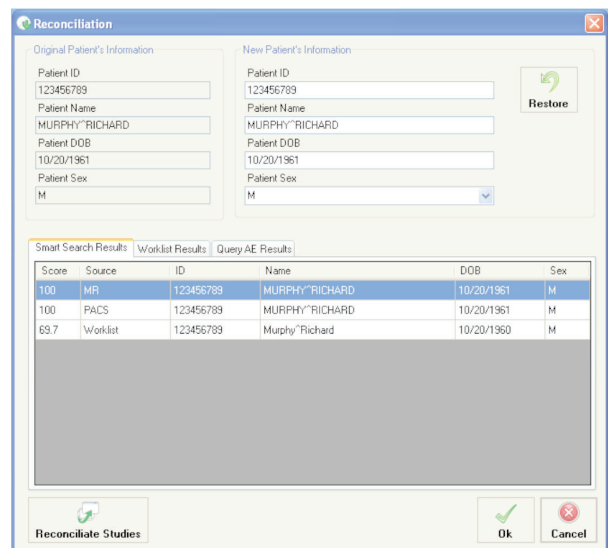 Reconciliation
Original Patient's Information
Patient ID
123456789
Patient Name
MURPHY^RICHARD
Patient DOB
10/20/1961
Patient Sex
M
New Patient's Information
Patient ID
123456789
Patient Name
MURPHY^RICHARD
Patient DOB
10/20/1961
Patient Sex
M
Restore
Smart Search Results Worklist Results Query AE Results
Score Source ID Name DOB Sex
100 MR 123456789 MURPHY^RICHARD 10/20/1961 M
100 PACS 123456789 MURPHY^RICHARD 10/20/1961 M
69.7 Worklist 123456789 Murphy^Richard 10/20/1960 M
Reconciliate Studies
Ok
Cancel